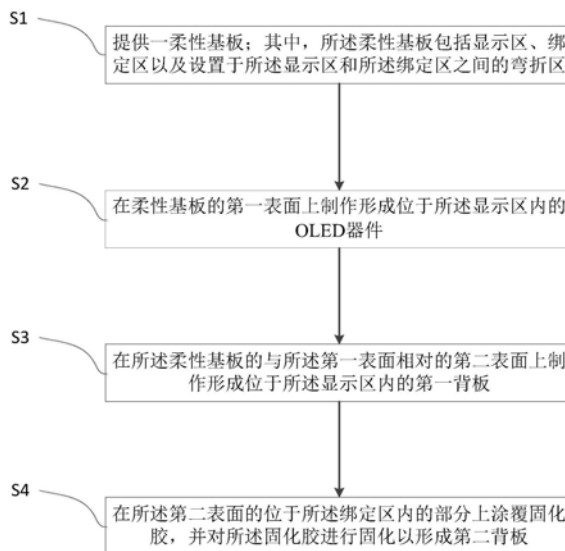 S1
提供一柔性基板；其中，所述柔性基板包括显示区、绑
定区以及设置于所述显示区和所述绑定区之间的弯折区
S2
在柔性基板的第一表面上制作形成位于所述显示区内的
OLED器件
S3
在所述柔性基板的与所述第一表面相对的第二表面上制
作形成位于所述显示区内的第一背板
S4
在所述第二表面的位于所述绑定区内的部分上涂覆固化
胶，并对所述固化胶进行固化以形成第二背板